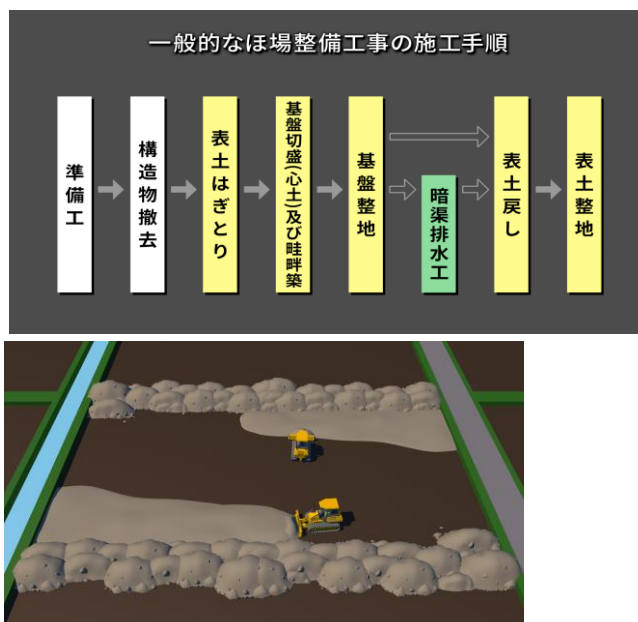 一般的なほ場整備工事の施工手順
準備工
構造物撤去
表土はぎとり
基盤切盛(心土)及び畦畔築
基盤整地
暗渠排水工
表土戻し
表土整地